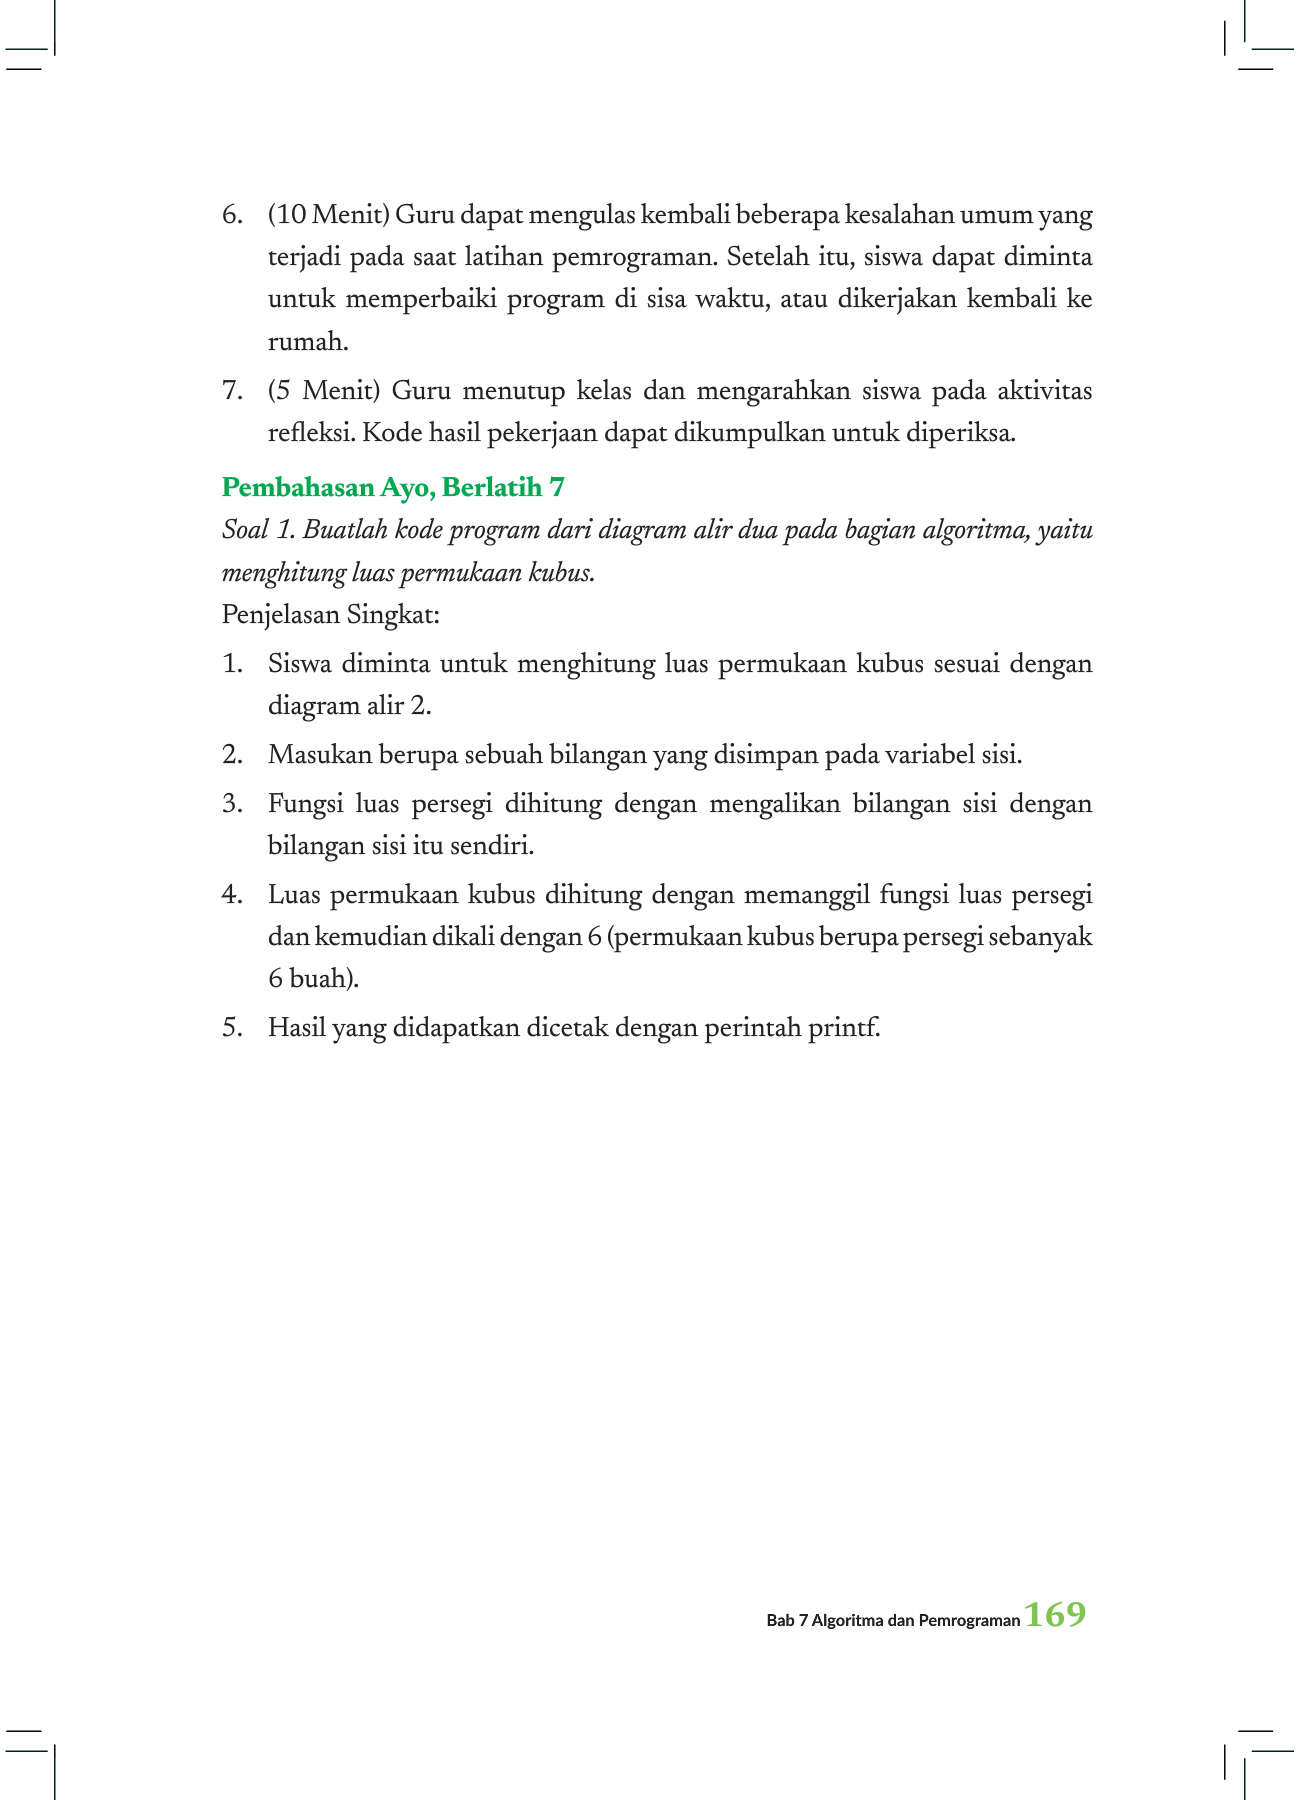 6. (10 Menit) Guru dapat mengulas kembali beberapa kesalahan umum yang
terjadi pada saat latihan pemrograman. Setelah itu, siswa dapat diminta
untuk memperbaiki program di sisa waktu, atau dikerjakan kembali ke
rumah.
7. (5 Menit) Guru menutup kelas dan mengarahkan siswa pada aktivitas
refleksi. Kode hasil pekerjaan dapat dikumpulkan untuk diperiksa.
Pembahasan Ayo, Berlatih 7
Soal 1. Buatlah kode program dari diagram alir dua pada bagian algoritma, yaitu
menghitung luas permukaan kubus.
Penjelasan Singkat:
1. Siswa diminta untuk menghitung luas permukaan kubus sesuai dengan
diagram alir 2.
2. Masukan berupa sebuah bilangan yang disimpan pada variabel sisi.
3. Fungsi luas persegi dihitung dengan mengalikan bilangan sisi dengan
bilangan sisi itu sendiri.
4. Luas permukaan kubus dihitung dengan memanggil fungsi luas persegi
dan kemudian dikali dengan 6 (permukaan kubus berupa persegi sebanyak
6 buah).
5. Hasil yang didapatkan dicetak dengan perintah printf.
Bab 7 Algoritma dan Pemrograman 169